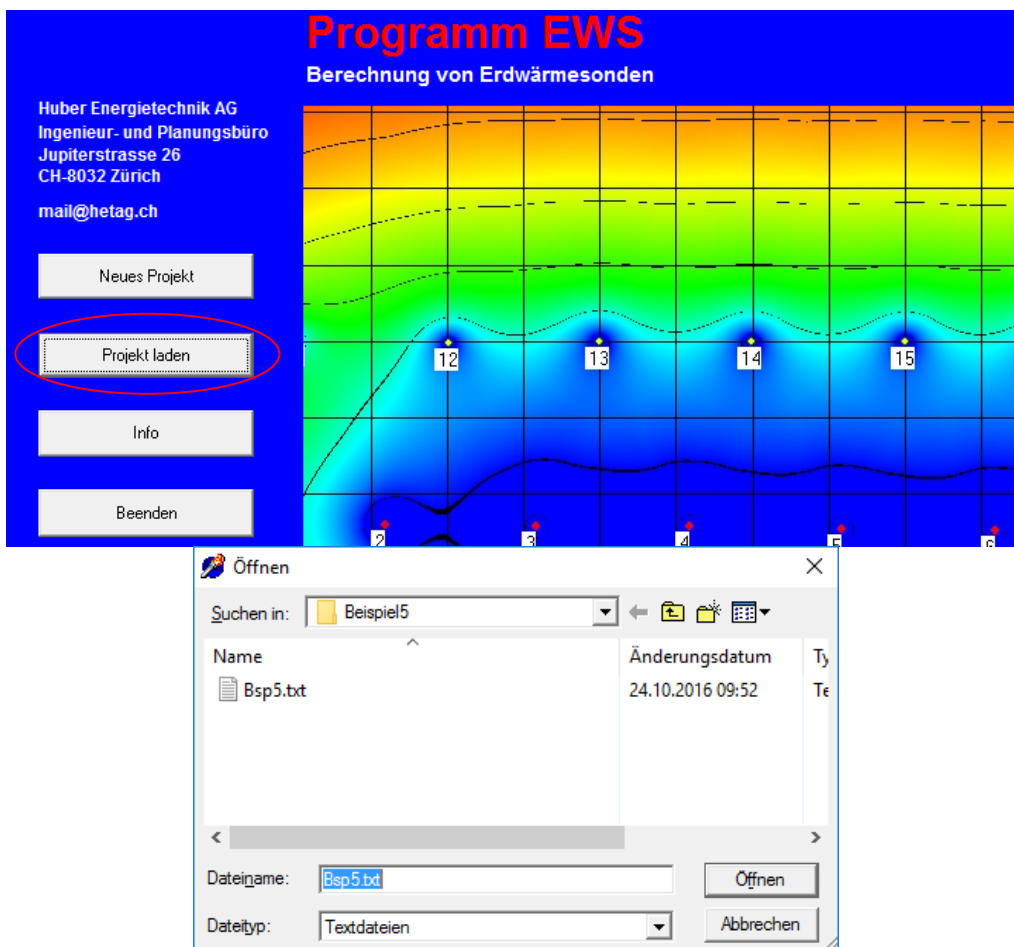 Programm EWS
Berechnung von Erdwärmesonden
Huber Energietechnik AG
Ingenieur- und Planungsbüro
Jupiterstrasse 26
CH-8032 Zürich
mail@hetag.ch
Neues Projekt
Projekt laden
Info
Beenden
12 13 14 15
2 3 4 5 6
Öffnen
Suchen in: Beispiel5
Name Änderungsdatum Ty
Bsp5.txt 24.10.2016 09:52 Te
Dateiname: Bsp5.txt Öffnen
Dateityp: Textdateien Abbrechen